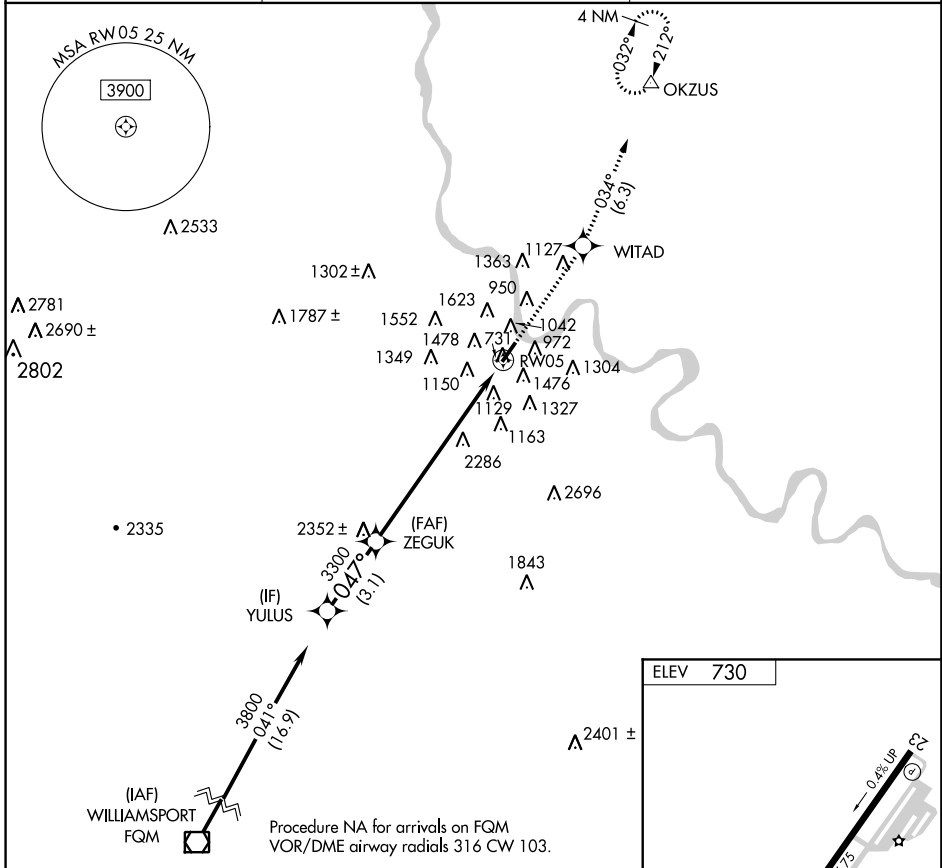 MSA RW05 25 NM
3900
4 NM
032°
212°
OKZUS
034°
(6.3)
2533
1363
1127
WITAD
1302 ±
950
2781
1623
2690 ±
1787 ±
1552
1042
1478
731
972
2802
1349
RW05
1304
1150
1476
1129
1327
1163
2286
2696
2335
2352 ±
(FAF)
ZEGUK
3300
047°
(3.1)
1843
(IF)
YULUS
ELEV 730
3800
041°
(16.9)
2401 ±
23
0.4% UP
(IAF)
WILLIAMSPORT
FQM
Procedure NA for arrivals on FQM
VOR/DME airway radials 316 CW 103.